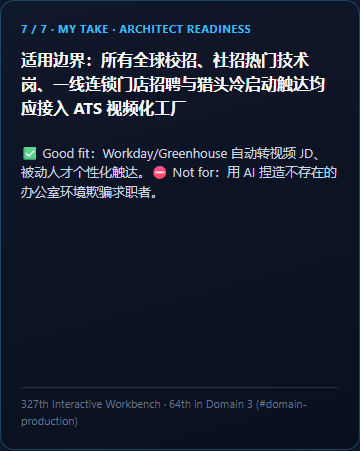 7 / 7 · MY TAKE · ARCHITECT READINESS
适用边界：所有全球校招、社招热门技术
岗、一线连锁门店招聘与猎头冷启动触达均
应接入 ATS 视频化工厂
✅ Good fit：Workday/Greenhouse 自动转视频 JD、
被动人才个性化触达。⛔ Not for：用 AI 捏造不存在的
办公室环境欺骗求职者。
327th Interactive Workbench · 64th in Domain 3 (#domain-
production)